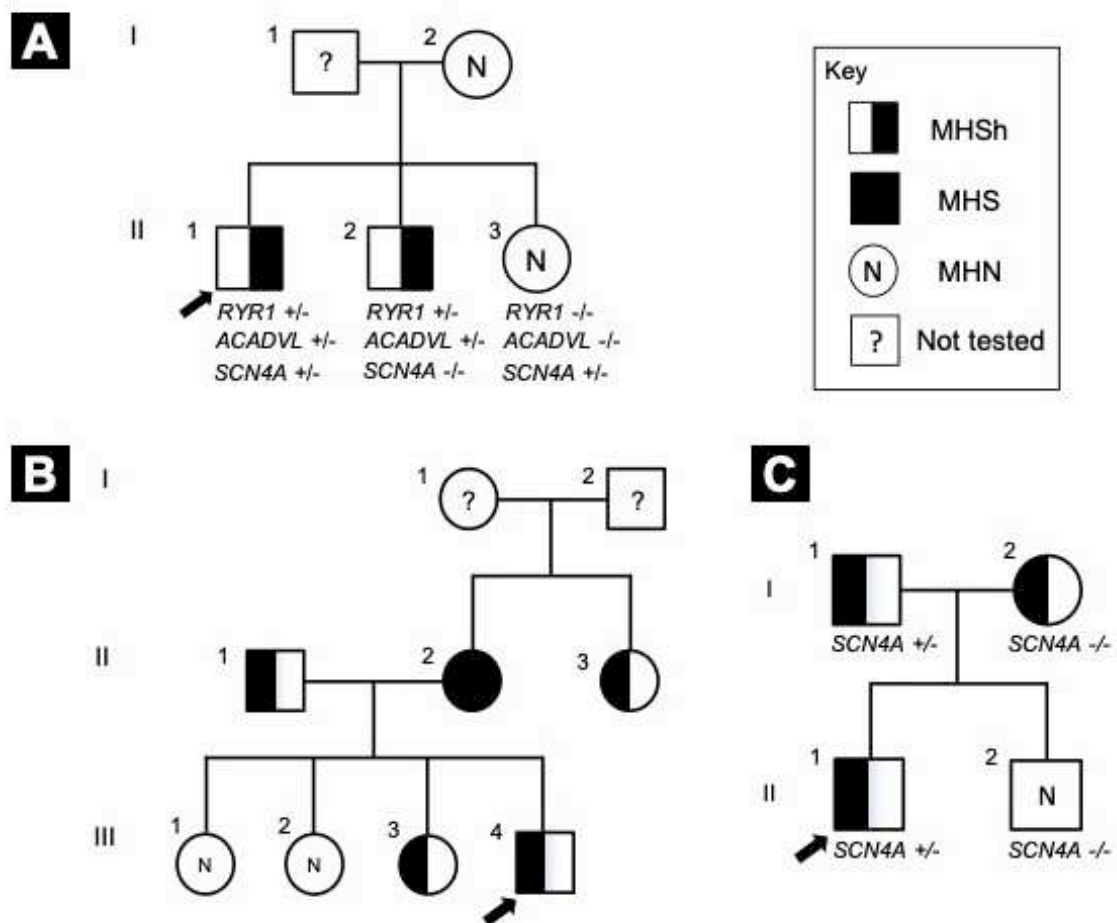 A
I
1
2
?
N
II
1
2
3
N
RYR1 +/-
ACADVL +/-
SCN4A +/-
RYR1 +/-
ACADVL +/-
SCN4A -/-
RYR1 -/-
ACADVL -/-
SCN4A +/-
Key
MHSh
MHS
N
MHN
?
Not tested
B
I
1
2
?
?
II
1
2
3
III
1
2
3
4
N
N
C
I
1
2
SCN4A +/-
SCN4A -/-
II
1
2
N
SCN4A +/-
SCN4A -/-